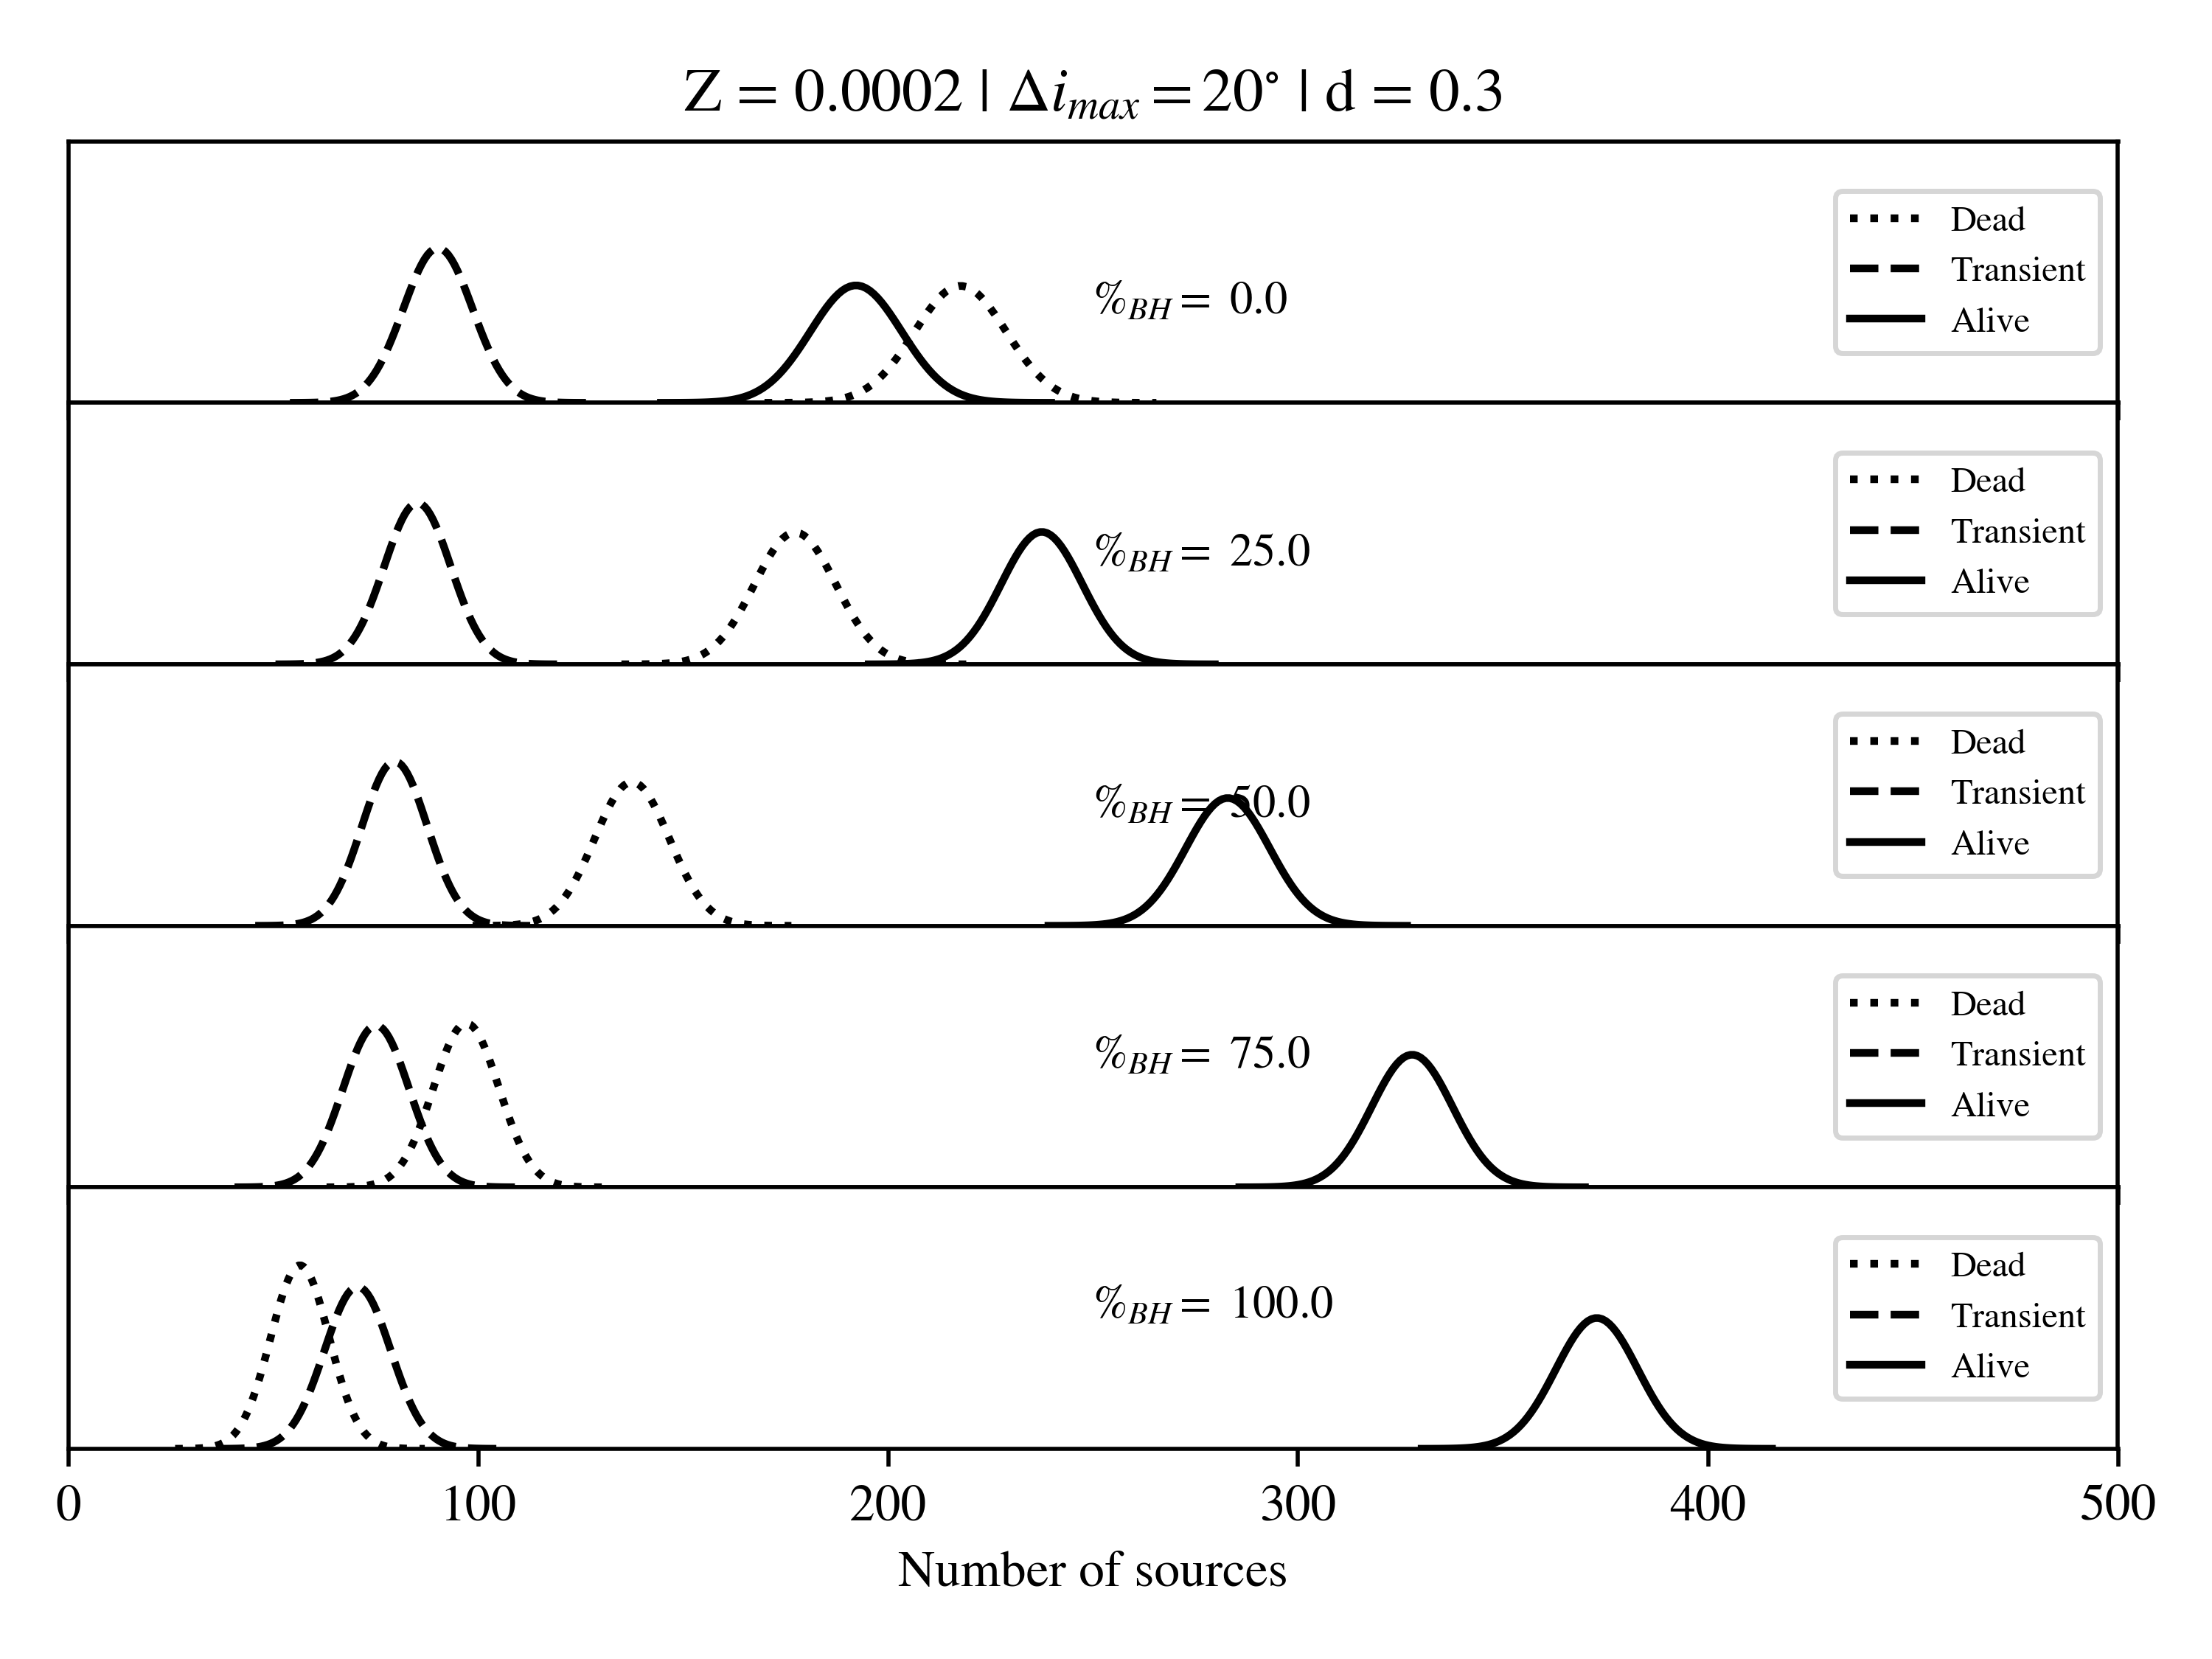 Z = 0.0002 | Δi_max = 20° | d = 0.3
%_BH = 0.0
Dead
Transient
Alive
%_BH = 25.0
Dead
Transient
Alive
%_BH = 50.0
Dead
Transient
Alive
%_BH = 75.0
Dead
Transient
Alive
%_BH = 100.0
Dead
Transient
Alive
0 100 200 300 400 500
Number of sources